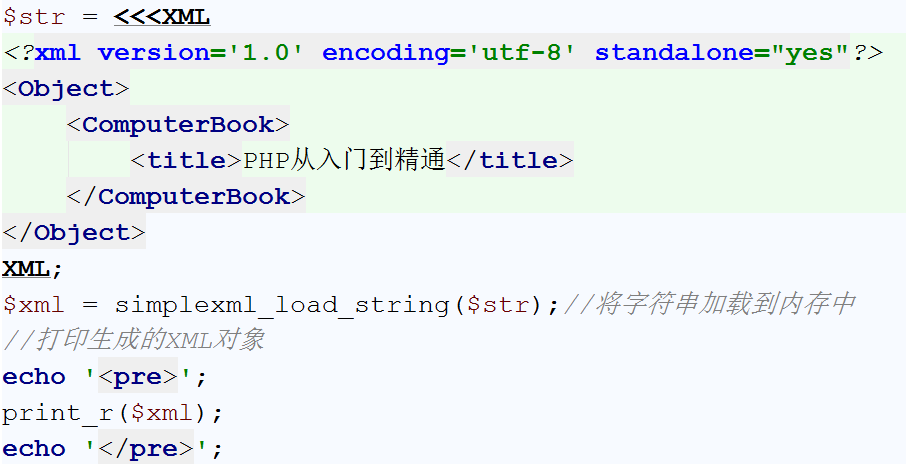 $str = <<<XML
<?xml version='1.0' encoding='utf-8' standalone="yes"?>
<Object>
    <ComputerBook>
        <title>PHP从入门到精通</title>
    </ComputerBook>
</Object>
XML;
$xml = simplexml_load_string($str);//将字符串加载到内存中
//打印生成的XML对象
echo '<pre>';
print_r($xml);
echo '</pre>';